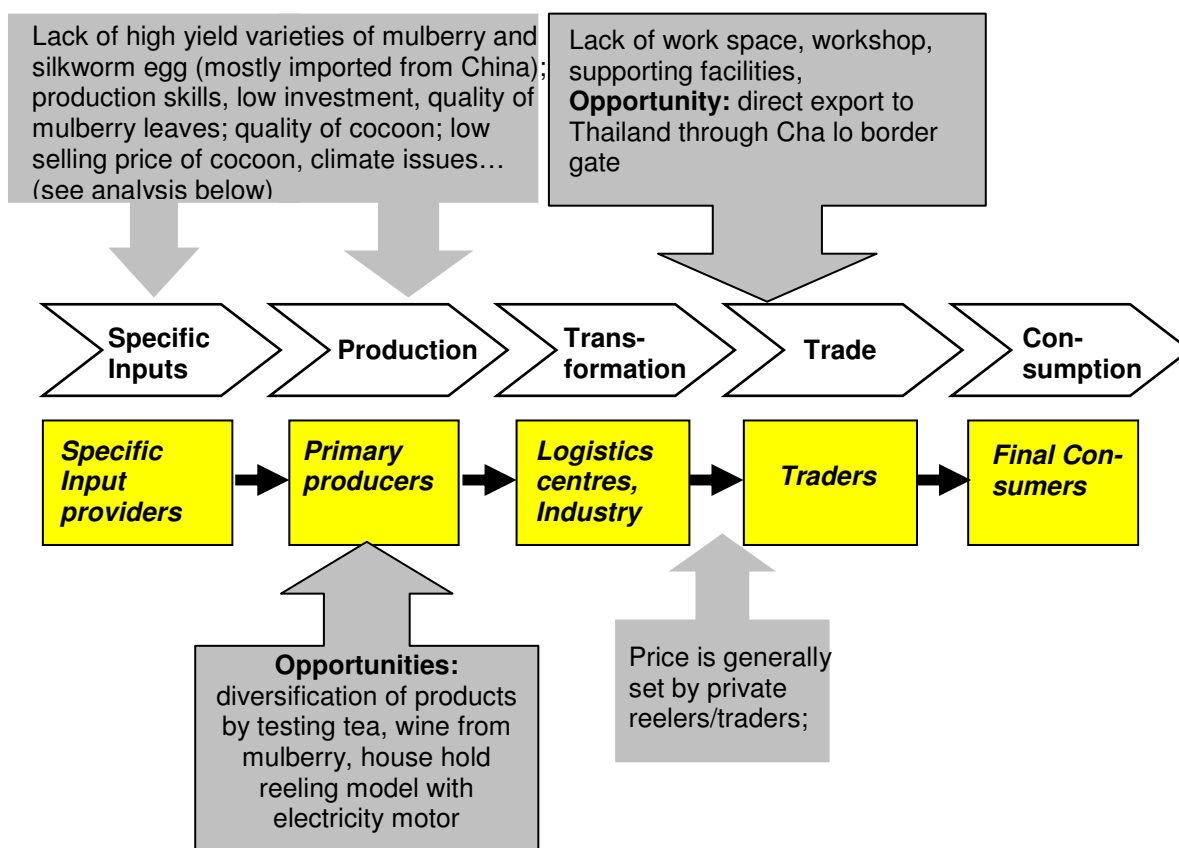 Lack of high yield varieties of mulberry and
silkworm egg (mostly imported from China);
production skills, low investment, quality of
mulberry leaves; quality of cocoon; low
selling price of cocoon, climate issues…
(see analysis below)
Lack of work space, workshop,
supporting facilities,
Opportunity: direct export to
Thailand through Cha lo border
gate
Specific
Inputs
Production
Trans-
formation
Trade
Con-
sumption
Specific
Input
providers
Primary
producers
Logistics
centres,
Industry
Traders
Final Con-
sumers
Opportunities:
diversification of products
by testing tea, wine from
mulberry, house hold
reeling model with
electricity motor
Price is generally
set by private
reelers/traders;